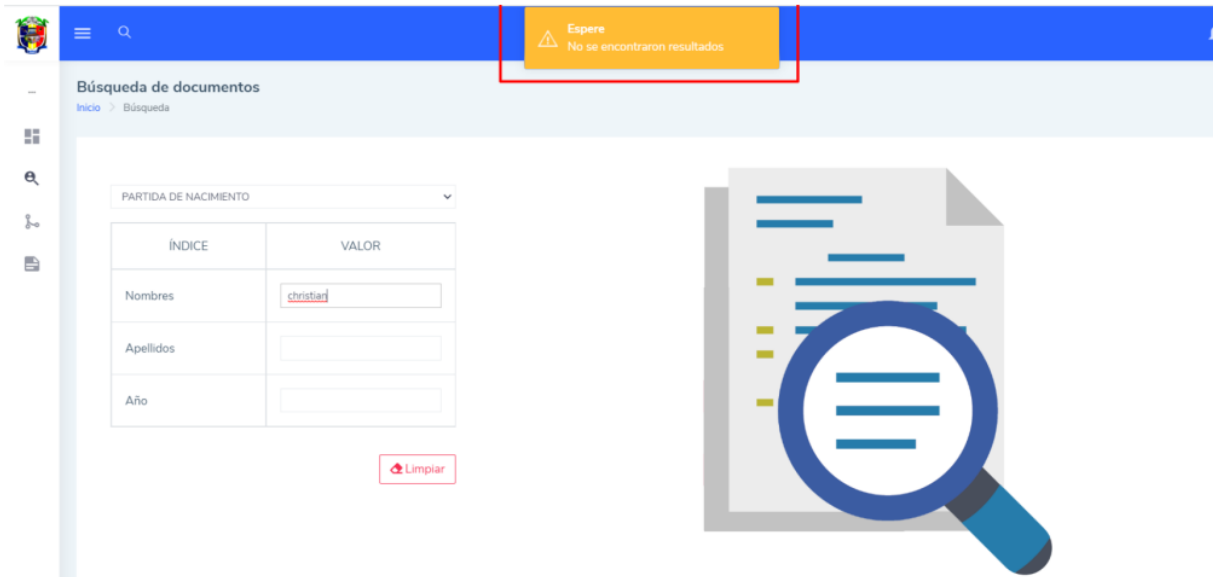 Espere
No se encontraron resultados
Búsqueda de documentos
Inicio > Búsqueda
PARTIDA DE NACIMIENTO
ÍNDICE VALOR
Nombres christian
Apellidos
Año
Limpiar